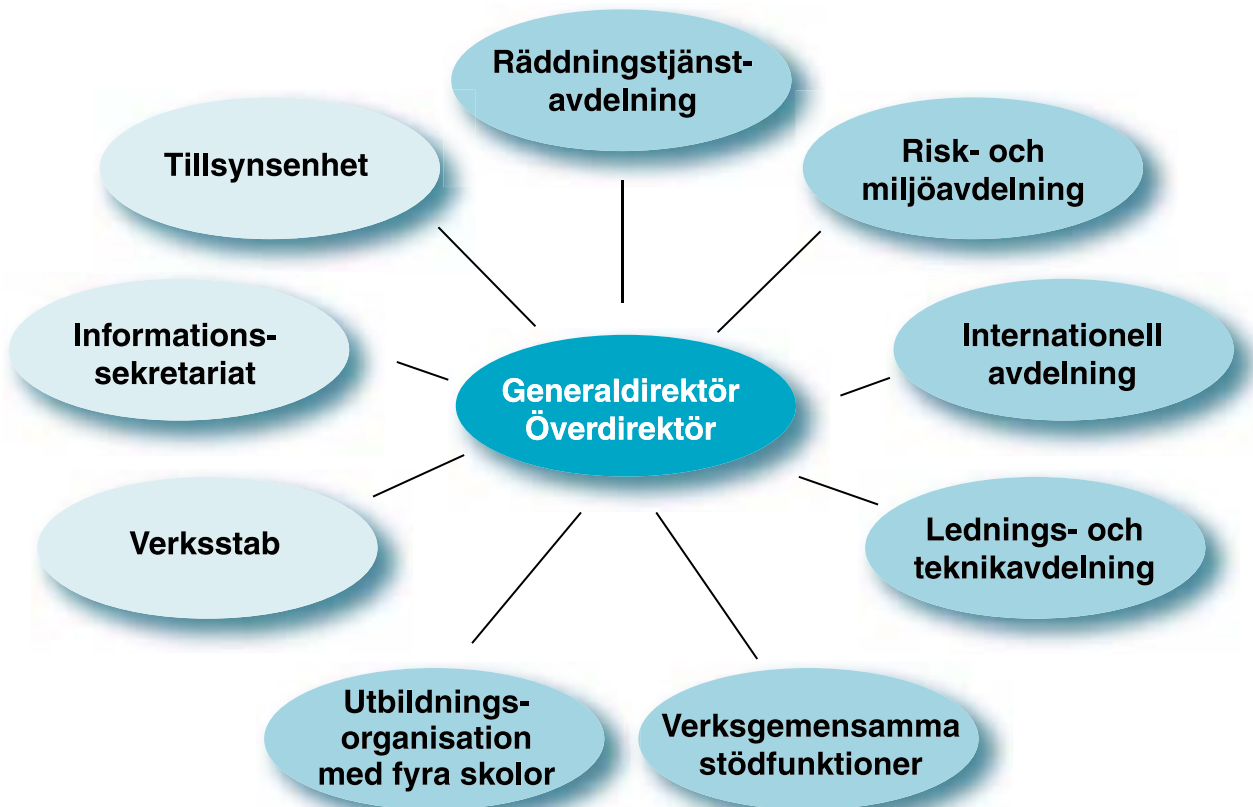 Räddningstjänst-
avdelning
Tillsynsenhet
Risk- och
miljöavdelning
Informations-
sekretariat
Internationell
avdelning
Generaldirektör
Överdirektör
Verksstab
Lednings- och
teknikavdelning
Utbildnings-
organisation
med fyra skolor
Verksgemensamma
stödfunktioner